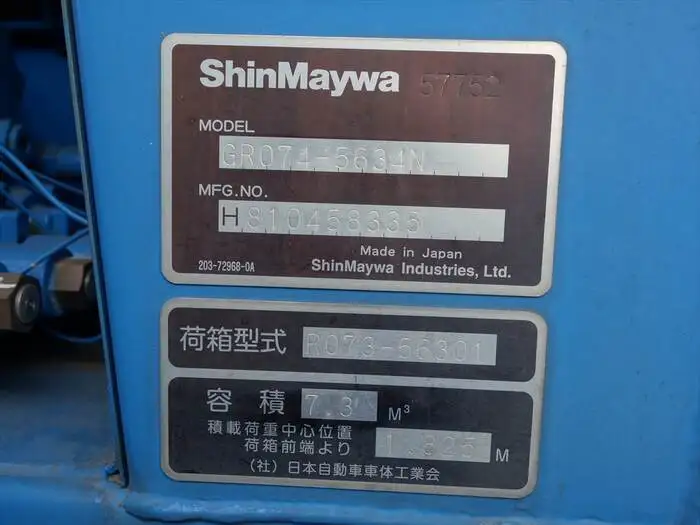 ShinMaywa 57752
MODEL
GR074-5634N
MFG.NO.
H810458335
Made in Japan
203-72968-0A ShinMaywa Industries, Ltd.
荷箱型式 R073-56301
容積 7.3 M³
積載荷重中心位置
荷箱前端より 1.825 M
(社)日本自動車車体工業会